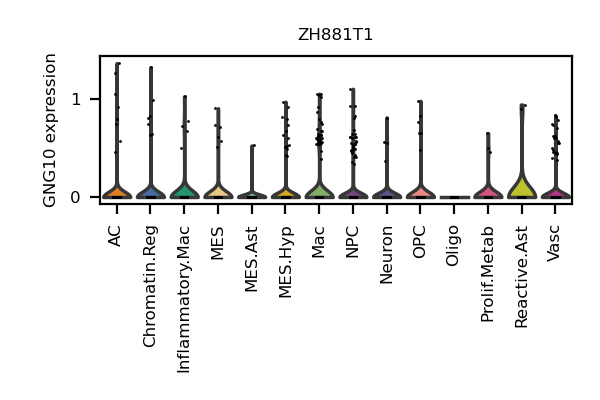 ZH881T1
GNG10 expression
1
0
AC
Chromatin.Reg
Inflammatory.Mac
MES
MES.Ast
MES.Hyp
Mac
NPC
Neuron
OPC
Oligo
Prolif.Metab
Reactive.Ast
Vasc